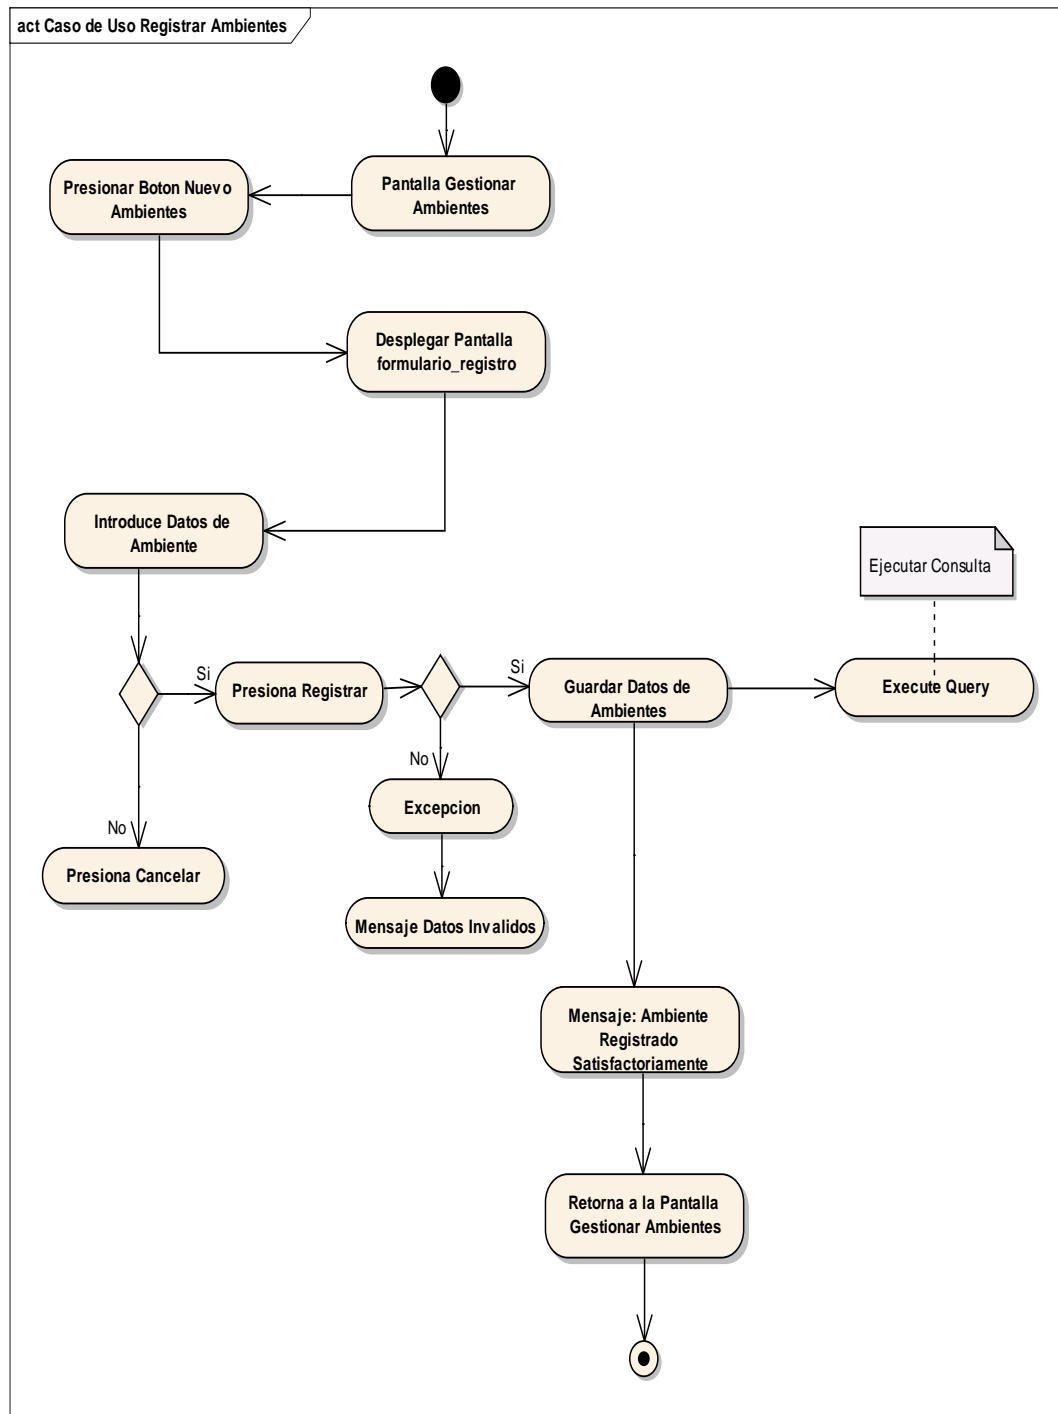 act Caso de Uso Registrar Ambientes
Pantalla Gestionar
Ambientes
Presionar Boton Nuevo
Ambientes
Desplegar Pantalla
formulario_registro
Introduce Datos de
Ambiente
Ejecutar Consulta
Si
Presiona Registrar
Si
Guardar Datos de
Ambientes
Execute Query
No
Excepcion
No
Presiona Cancelar
Mensaje Datos Invalidos
Mensaje: Ambiente
Registrado
Satisfactoriamente
Retorna a la Pantalla
Gestionar Ambientes